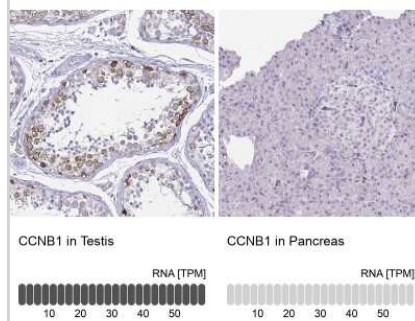 CCNB1 in Testis
RNA [TPM]
10 20 30 40 50
CCNB1 in Pancreas
RNA [TPM]
10 20 30 40 50